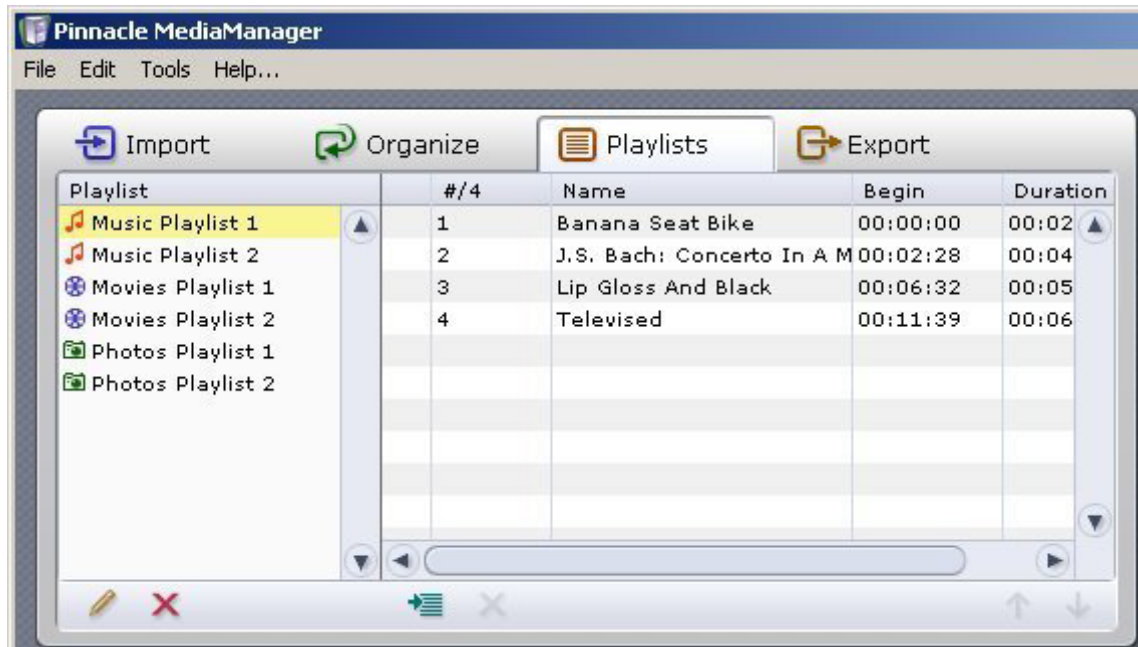 Pinnacle MediaManager
File Edit Tools Help...
Import Organize Playlists Export
Playlist #/4 Name Begin Duration
Music Playlist 1 1 Banana Seat Bike 00:00:00 00:02
Music Playlist 2 2 J.S. Bach: Concerto In A M 00:02:28 00:04
Movies Playlist 1 3 Lip Gloss And Black 00:06:32 00:05
Movies Playlist 2 4 Televised 00:11:39 00:06
Photos Playlist 1
Photos Playlist 2